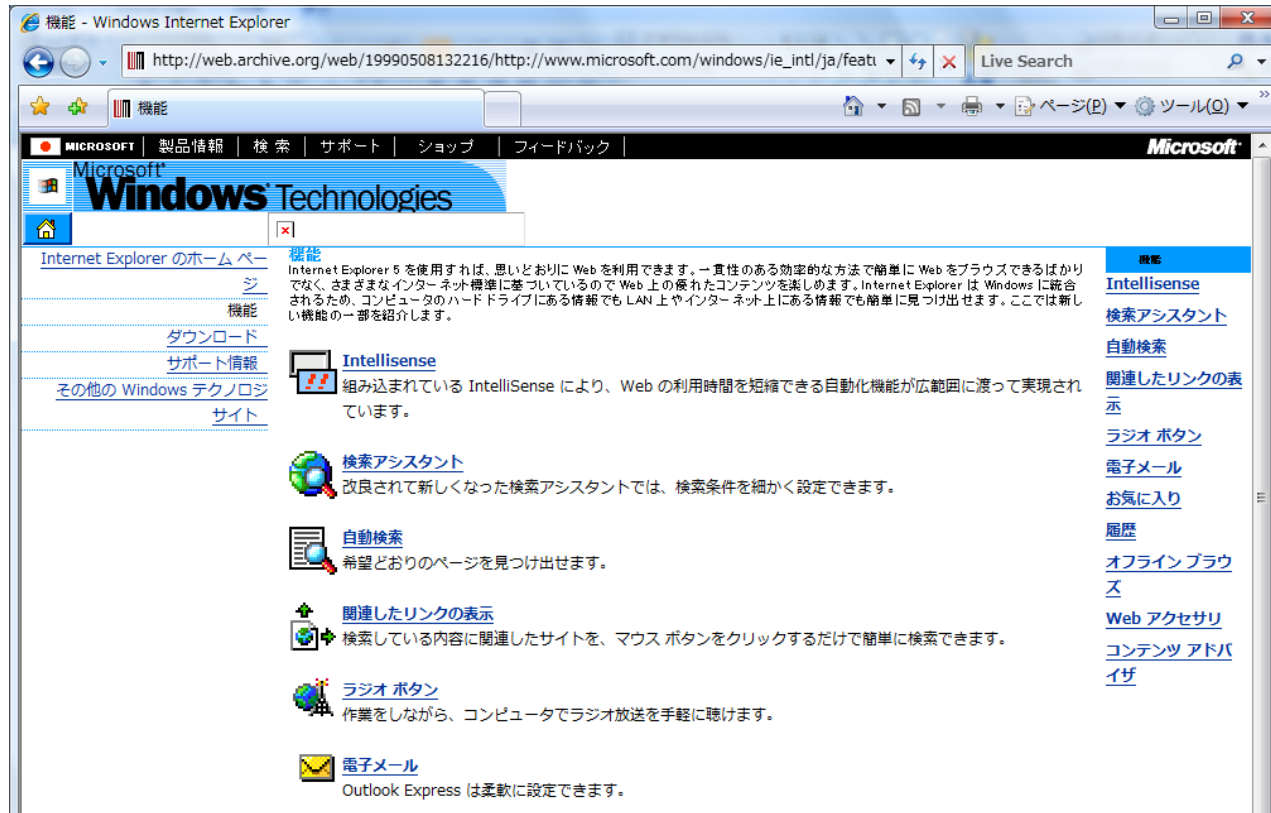 機能 - Windows Internet Explorer
http://web.archive.org/web/19990508132216/http://www.microsoft.com/windows/ie_intl/ja/featu
Live Search
機能
ページ(P)
ツール(O)
»
MICROSOFT | 製品情報 | 検 索 | サポート | ショップ | フィードバック |
Microsoft
Microsoft
Windows Technologies
Internet Explorer のホーム ペー
ジ
機能
ダウンロード
サポート情報
その他の Windows テクノロジ
サイト
機能
Internet Explorer 5 を使用すれば、思いどおりに Web を利用できます。一貫性のある効率的な方法で簡単に Web をブラウズできるばかり
でなく、さまざまなインターネット標準に基づいているので Web 上の優れたコンテンツを楽しめます。Internet Explorer は Windows に統合
されるため、コンピュータのハード ドライブにある情報でも LAN 上やインターネット上にある情報でも簡単に見つけ出せます。ここでは新し
い機能の一部を紹介します。
Intellisense
組み込まれている IntelliSense により、Web の利用時間を短縮できる自動化機能が広範囲に渡って実現され
ています。
検索アシスタント
改良されて新しくなった検索アシスタントでは、検索条件を細かく設定できます。
自動検索
希望どおりのページを見つけ出せます。
関連したリンクの表示
検索している内容に関連したサイトを、マウス ボタンをクリックするだけで簡単に検索できます。
ラジオ ボタン
作業をしながら、コンピュータでラジオ放送を手軽に聴けます。
電子メール
Outlook Express は柔軟に設定できます。
機能
Intellisense
検索アシスタント
自動検索
関連したリンクの表
示
ラジオ ボタン
電子メール
お気に入り
履歴
オフライン ブラウ
ズ
Web アクセサリ
コンテンツ アドバ
イザ